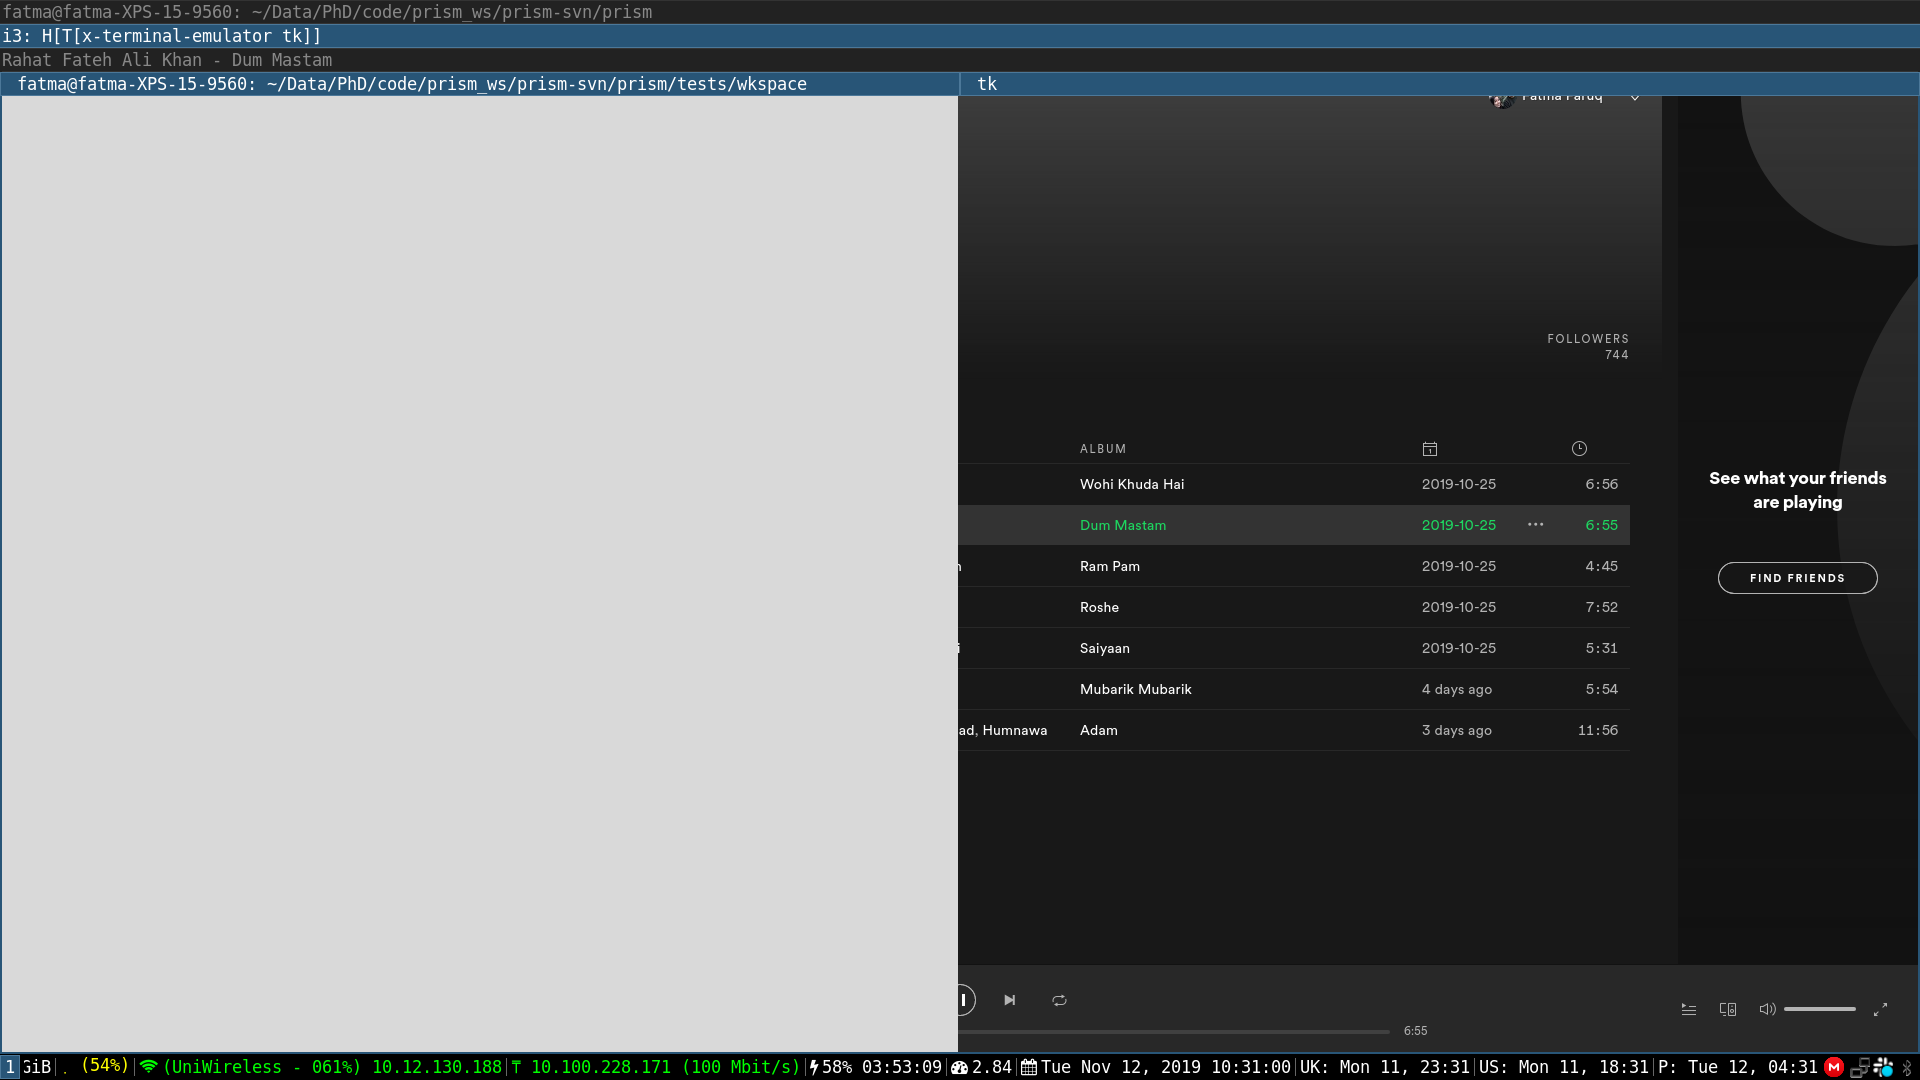 fatma@fatma-XPS-15-9560: ~/Data/PhD/code/prism_ws/prism-svn/prism
i3: H[T[x-terminal-emulator tk]]
Rahat Fateh Ali Khan - Dum Mastam
fatma@fatma-XPS-15-9560: ~/Data/PhD/code/prism_ws/prism-svn/prism/tests/wkspace
tk
Fatma Faruq
FOLLOWERS
744
ALBUM
Wohi Khuda Hai 2019-10-25 6:56
Dum Mastam 2019-10-25 ••• 6:55
Ram Pam 2019-10-25 4:45
Roshe 2019-10-25 7:52
Saiyaan 2019-10-25 5:31
Mubarik Mubarik 4 days ago 5:54
ad, Humnawa Adam 3 days ago 11:56
See what your friends
are playing
FIND FRIENDS
6:55
1 GiB . (54%) (UniWireless - 061%) 10.12.130.188 10.100.228.171 (100 Mbit/s) 58% 03:53:09 2.84 Tue Nov 12, 2019 10:31:00 UK: Mon 11, 23:31 US: Mon 11, 18:31 P: Tue 12, 04:31